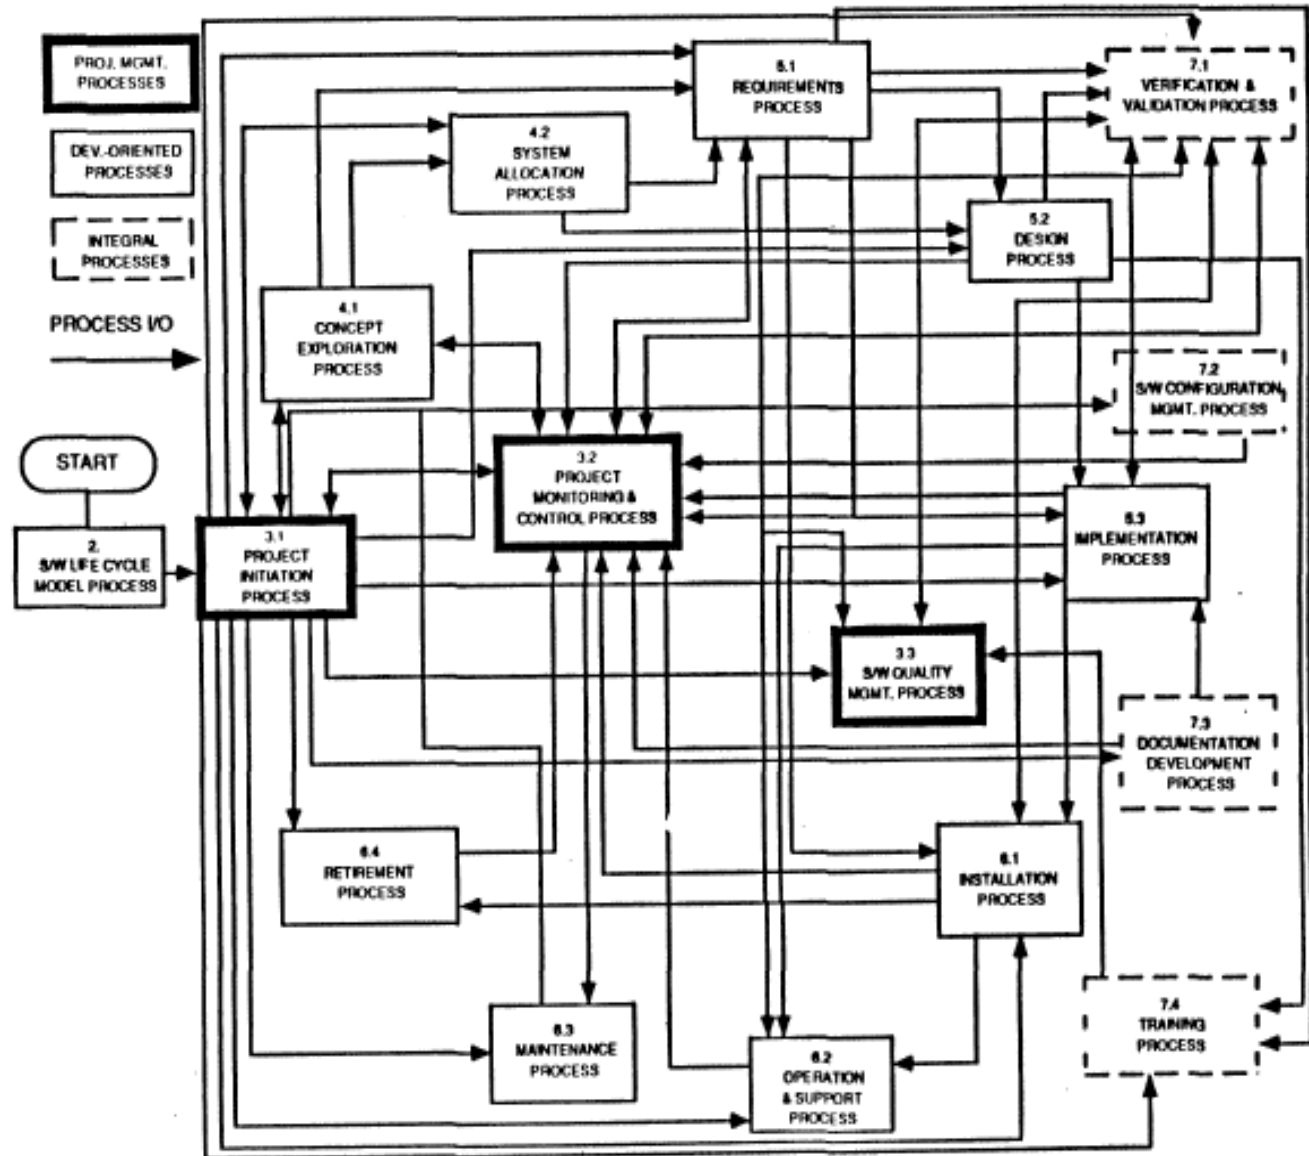 PROJ. MGMT.
PROCESSES
DEV.-ORIENTED
PROCESSES
INTEGRAL
PROCESSES
PROCESS I/O
START
2.
S/W LIFE CYCLE
MODEL PROCESS
3.1
PROJECT
INITIATION
PROCESS
4.1
CONCEPT
EXPLORATION
PROCESS
4.2
SYSTEM
ALLOCATION
PROCESS
5.1
REQUIREMENTS
PROCESS
7.1
VERIFICATION &
VALIDATION PROCESS
5.2
DESIGN
PROCESS
7.2
S/W CONFIGURATION
MGMT. PROCESS
3.2
PROJECT
MONITORING &
CONTROL PROCESS
5.3
IMPLEMENTATION
PROCESS
3.3
S/W QUALITY
MGMT. PROCESS
7.3
DOCUMENTATION
DEVELOPMENT
PROCESS
6.4
RETIREMENT
PROCESS
6.1
INSTALLATION
PROCESS
6.3
MAINTENANCE
PROCESS
6.2
OPERATION
& SUPPORT
PROCESS
7.4
TRAINING
PROCESS